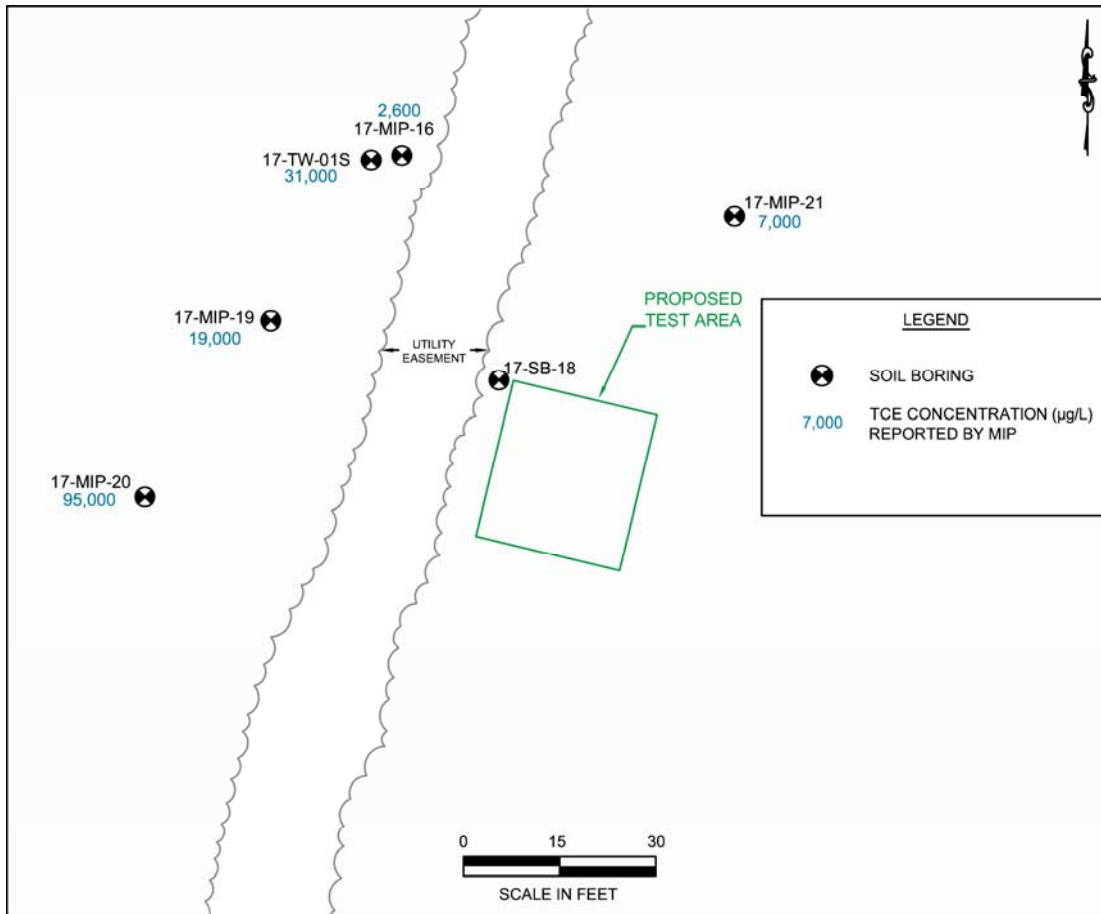 2,600
17-MIP-16
17-TW-01S
31,000
17-MIP-21
7,000
PROPOSED
TEST AREA
17-MIP-19
19,000
UTILITY
EASEMENT
17-SB-18
LEGEND
SOIL BORING
7,000
TCE CONCENTRATION (µg/L)
REPORTED BY MIP
17-MIP-20
95,000
0 15 30
SCALE IN FEET